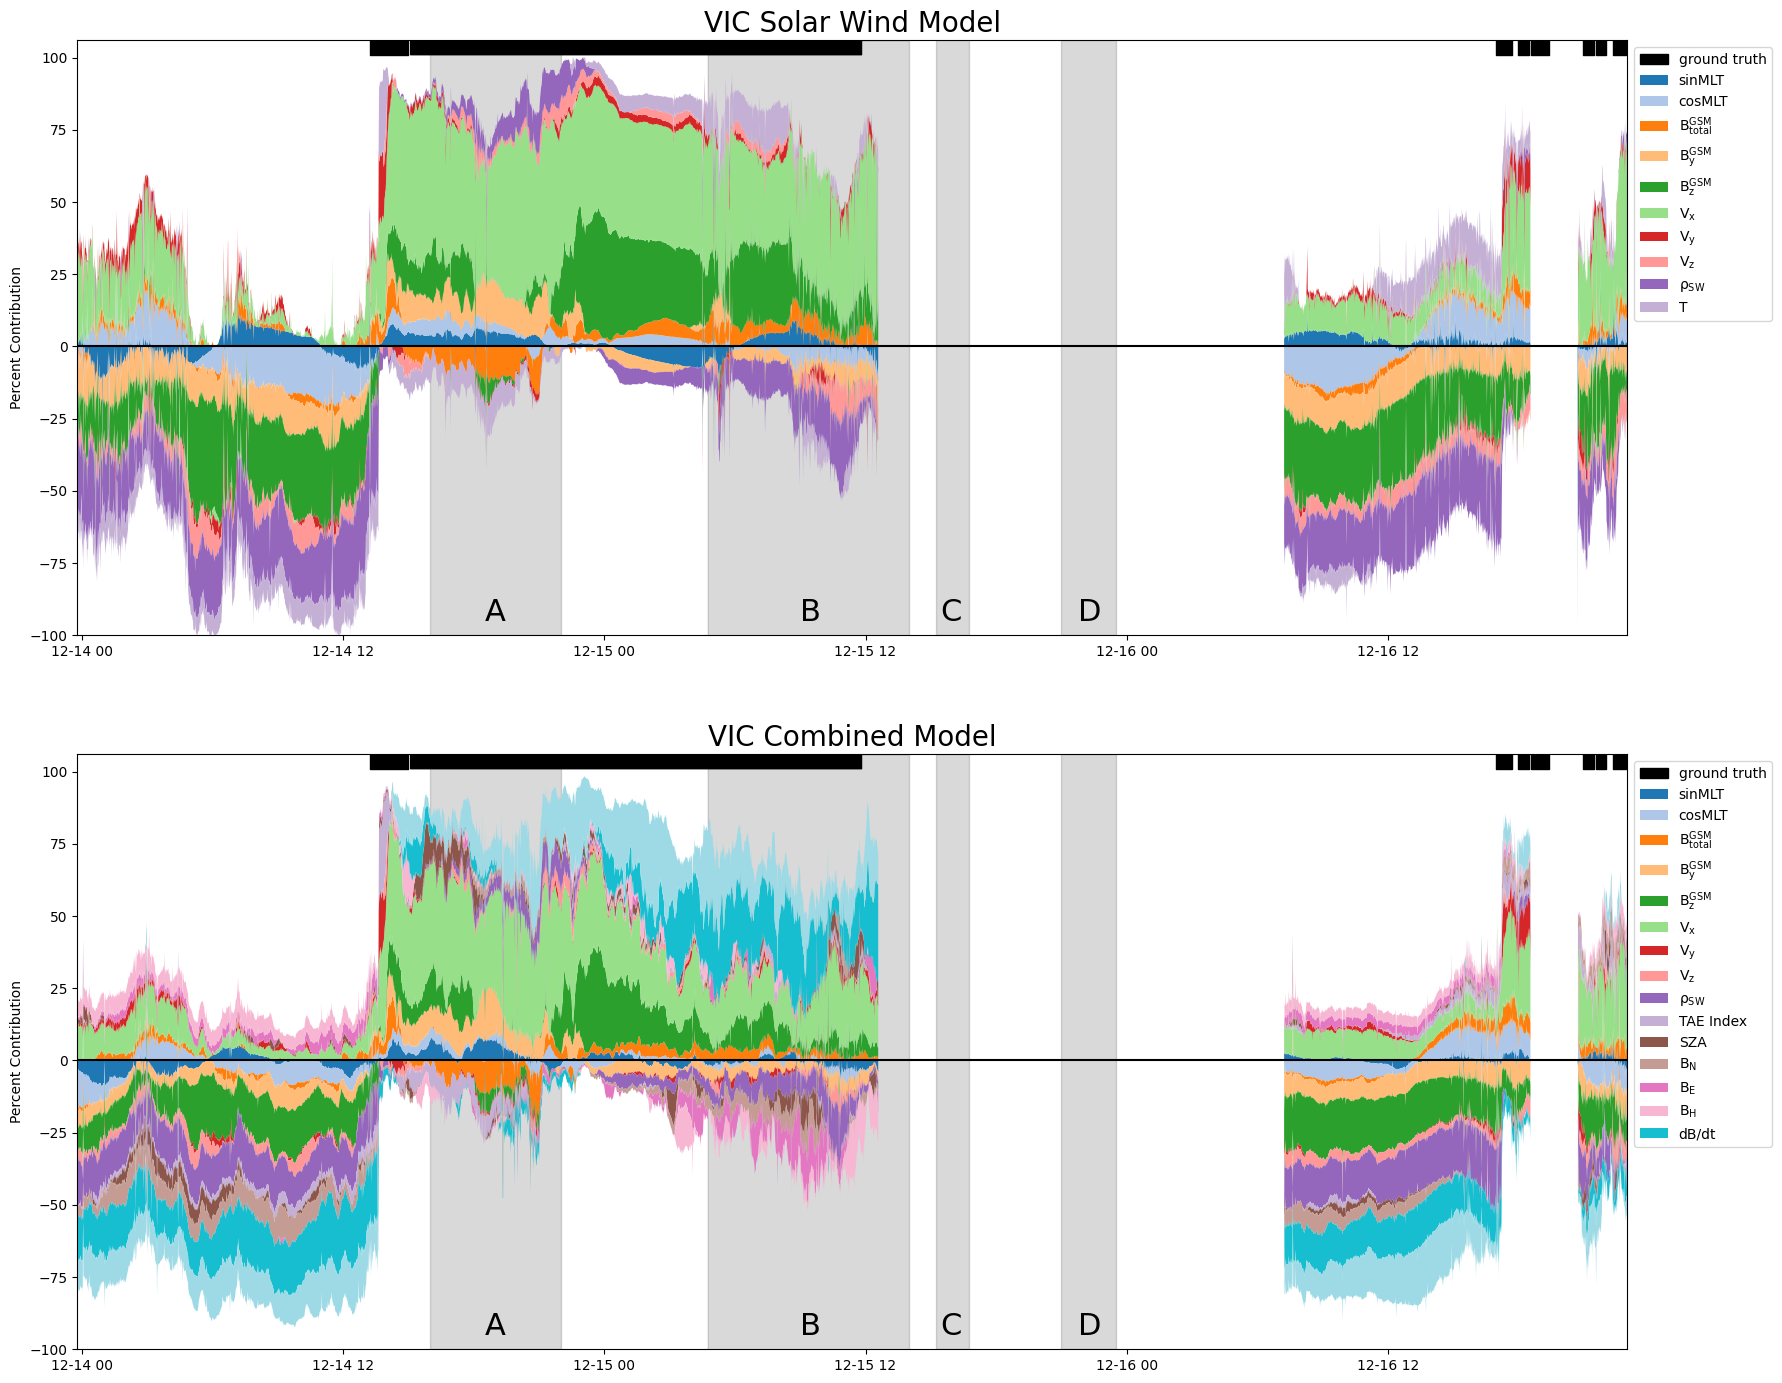 VIC Solar Wind Model
100
75
50
25
0
−25
−50
−75
−100
Percent Contribution
A
B
C
D
12-14 00
12-14 12
12-15 00
12-15 12
12-16 00
12-16 12
ground truth
sinMLT
cosMLT
B_total^GSM
B_y^GSM
B_z^GSM
V_x
V_y
V_z
ρ_SW
T
VIC Combined Model
100
75
50
25
0
−25
−50
−75
−100
Percent Contribution
A
B
C
D
12-14 00
12-14 12
12-15 00
12-15 12
12-16 00
12-16 12
ground truth
sinMLT
cosMLT
B_total^GSM
B_y^GSM
B_z^GSM
V_x
V_y
V_z
ρ_SW
TAE Index
SZA
B_N
B_E
B_H
dB/dt